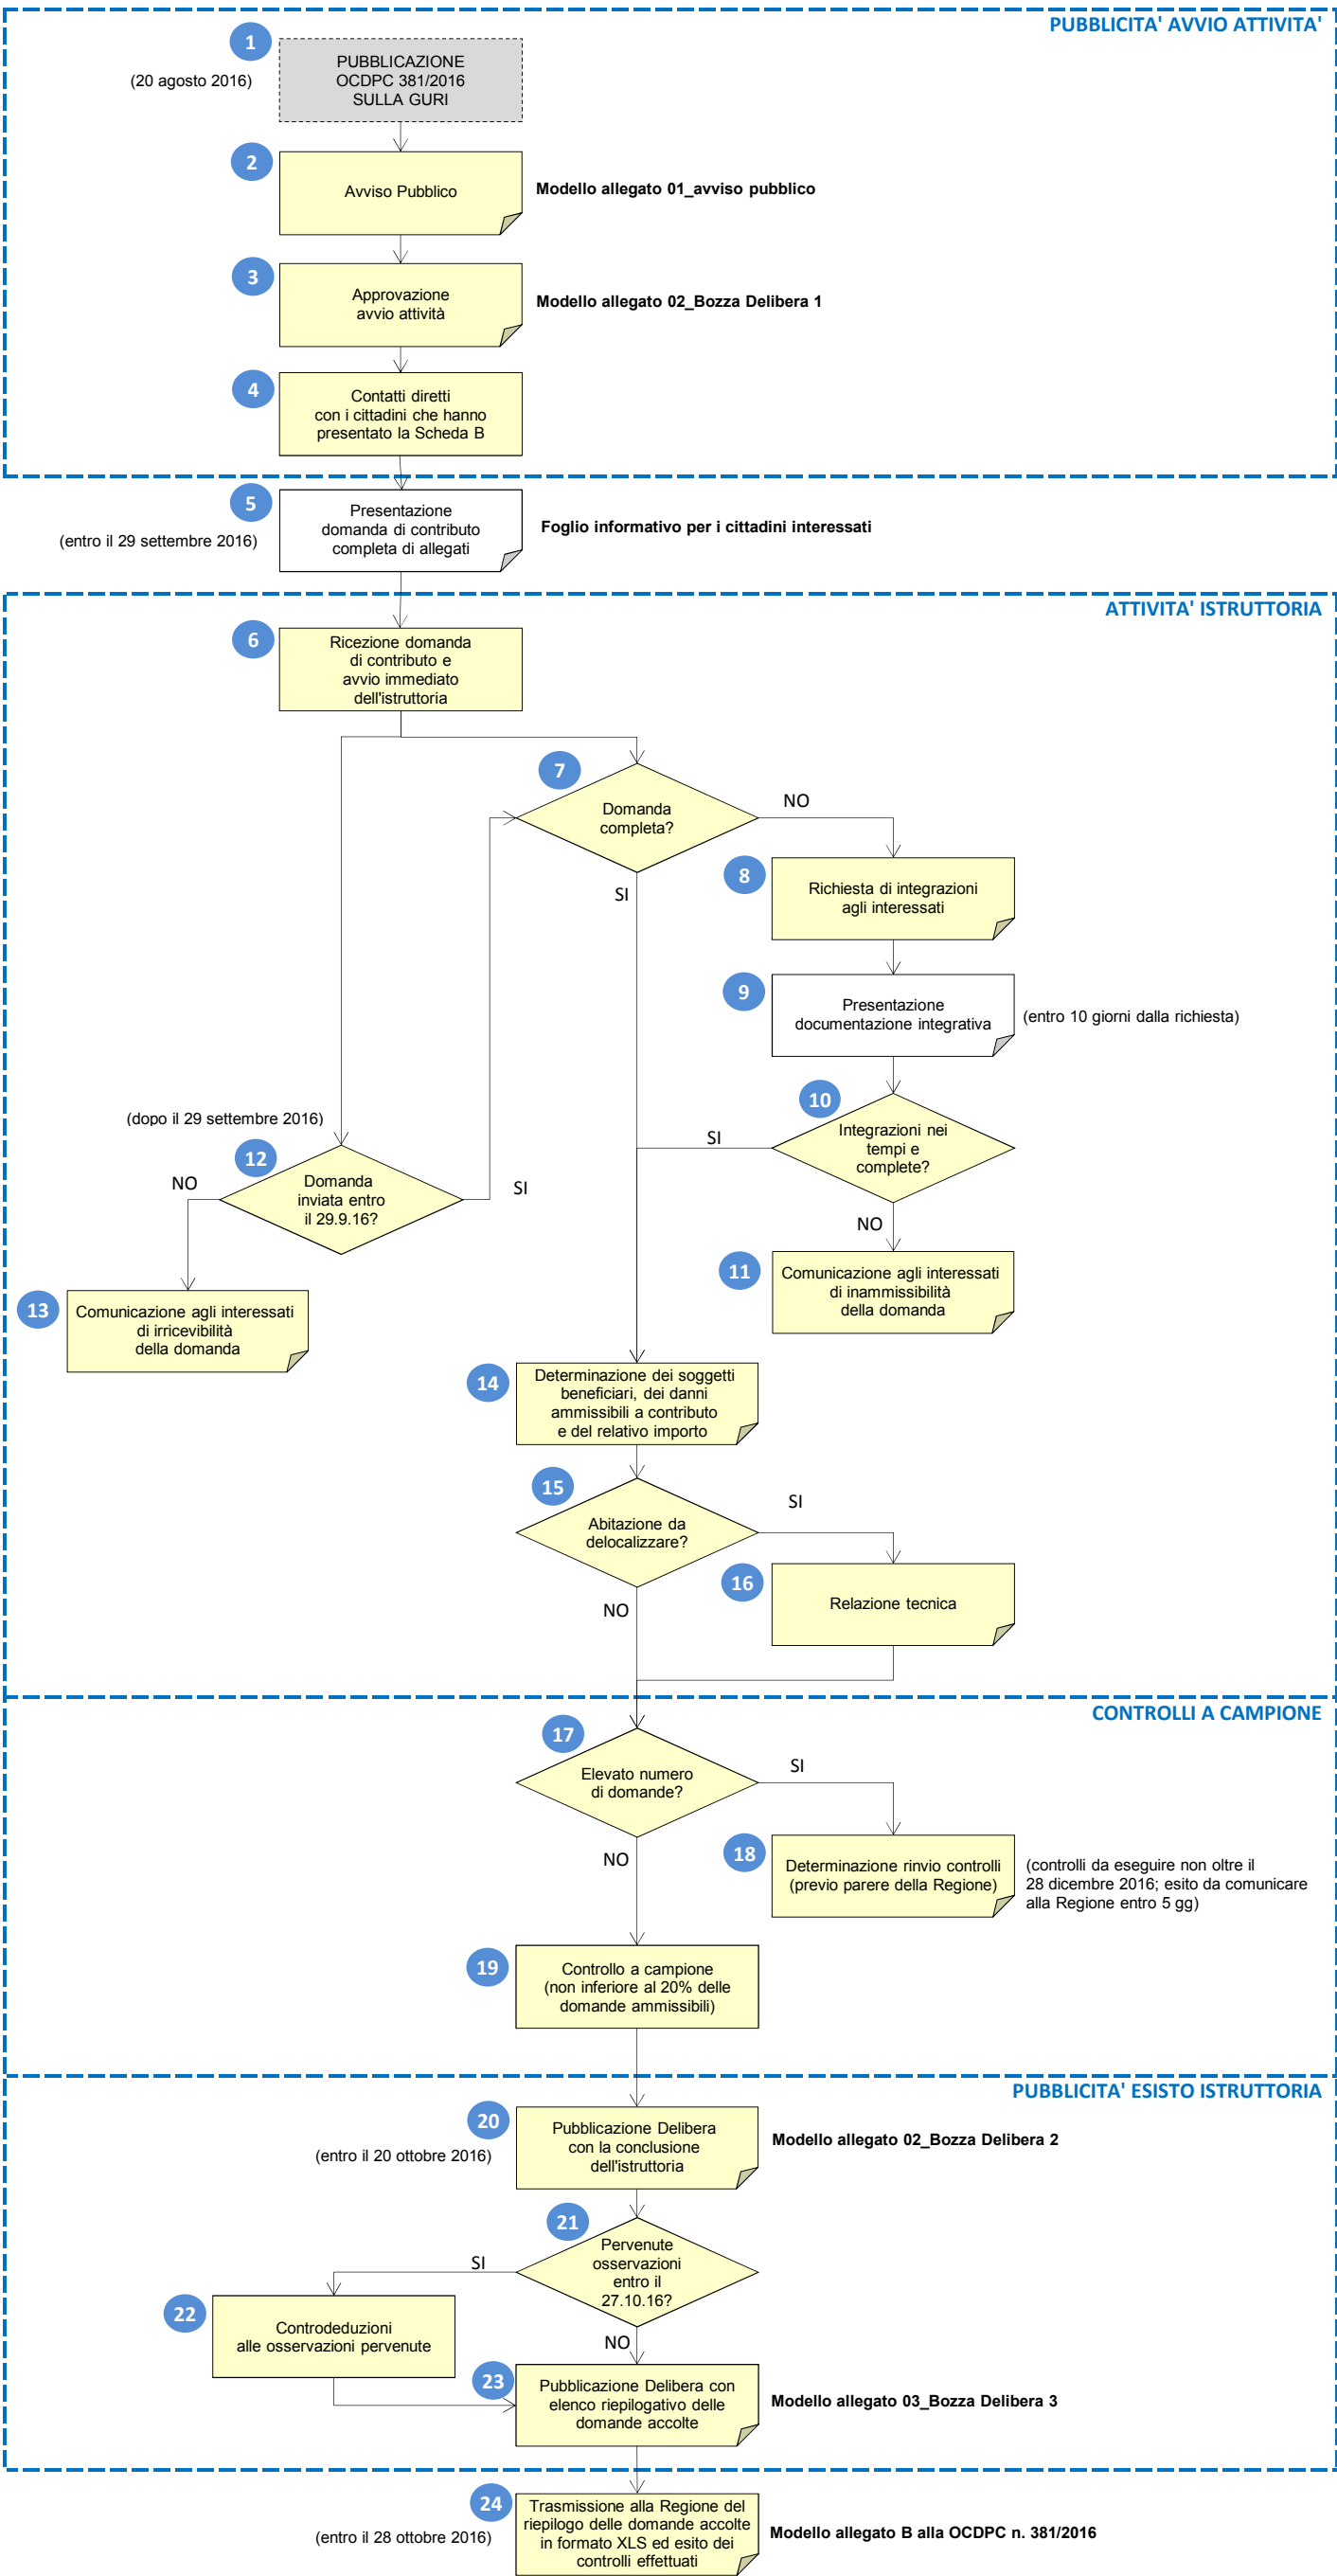 PUBBLICITA' AVVIO ATTIVITA'
1
(20 agosto 2016)
PUBBLICAZIONE
OCDPC 381/2016
SULLA GURI
2
Avviso Pubblico
Modello allegato 01_avviso pubblico
3
Approvazione
avvio attività
Modello allegato 02_Bozza Delibera 1
4
Contatti diretti
con i cittadini che hanno
presentato la Scheda B
5
(entro il 29 settembre 2016)
Presentazione
domanda di contributo
completa di allegati
Foglio informativo per i cittadini interessati
ATTIVITA' ISTRUTTORIA
6
Ricezione domanda
di contributo e
avvio immediato
dell'istruttoria
7
Domanda
completa?
NO
SI
8
Richiesta di integrazioni
agli interessati
9
Presentazione
documentazione integrativa
(entro 10 giorni dalla richiesta)
10
Integrazioni nei
tempi e
complete?
SI
NO
11
Comunicazione agli interessati
di inammissibilità
della domanda
(dopo il 29 settembre 2016)
12
Domanda
inviata entro
il 29.9.16?
NO
SI
13
Comunicazione agli interessati
di irricevibilità
della domanda
14
Determinazione dei soggetti
beneficiari, dei danni
ammissibili a contributo
e del relativo importo
15
Abitazione da
delocalizzare?
SI
NO
16
Relazione tecnica
CONTROLLI A CAMPIONE
17
Elevato numero
di domande?
SI
NO
18
Determinazione rinvio controlli
(previo parere della Regione)
(controlli da eseguire non oltre il
28 dicembre 2016; esito da comunicare
alla Regione entro 5 gg)
19
Controllo a campione
(non inferiore al 20% delle
domande ammissibili)
PUBBLICITA' ESISTO ISTRUTTORIA
20
(entro il 20 ottobre 2016)
Pubblicazione Delibera
con la conclusione
dell'istruttoria
Modello allegato 02_Bozza Delibera 2
21
Pervenute
osservazioni
entro il
27.10.16?
SI
NO
22
Controdeduzioni
alle osservazioni pervenute
23
Pubblicazione Delibera con
elenco riepilogativo delle
domande accolte
Modello allegato 03_Bozza Delibera 3
24
(entro il 28 ottobre 2016)
Trasmissione alla Regione del
riepilogo delle domande accolte
in formato XLS ed esito dei
controlli effettuati
Modello allegato B alla OCDPC n. 381/2016